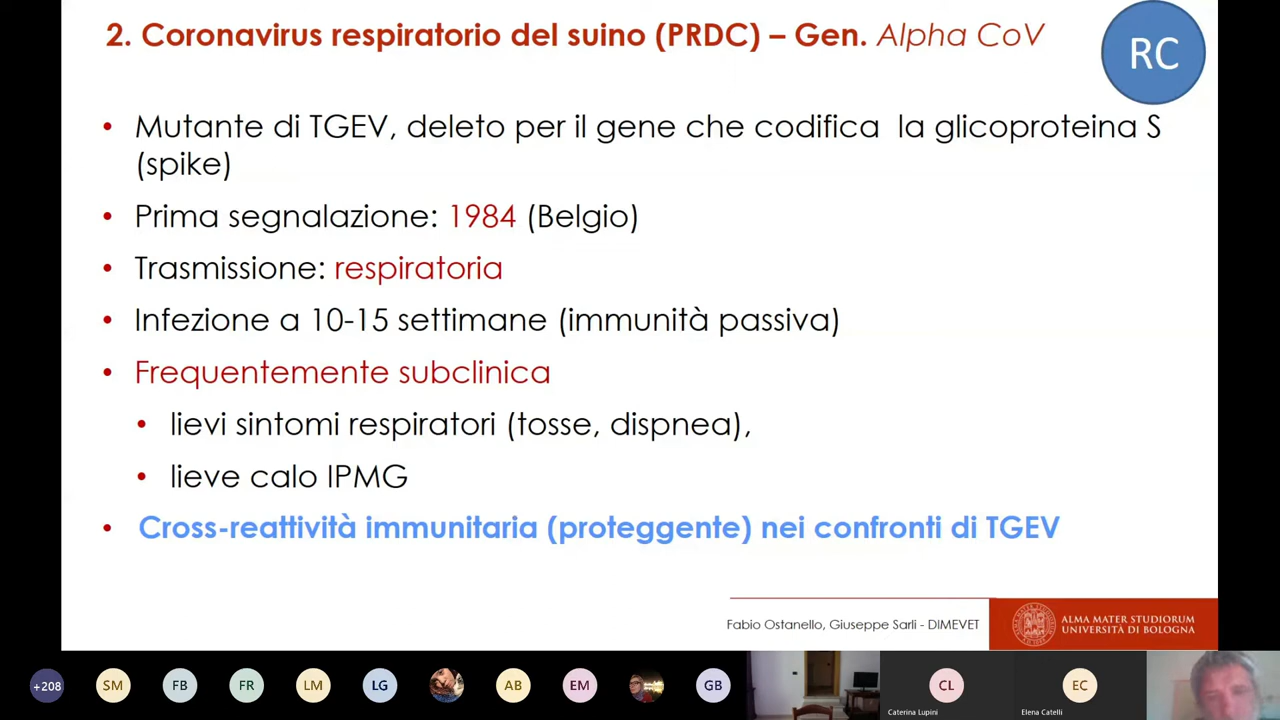 2. Coronavirus respiratorio del suino (PRDC) – Gen. Alpha CoV
RC
• Mutante di TGEV, deleto per il gene che codifica la glicoproteina S
(spike)
• Prima segnalazione: 1984 (Belgio)
• Trasmissione: respiratoria
• Infezione a 10-15 settimane (immunità passiva)
• Frequentemente subclinica
• lievi sintomi respiratori (tosse, dispnea),
• lieve calo IPMG
• Cross-reattività immunitaria (proteggente) nei confronti di TGEV
Fabio Ostanello, Giuseppe Sarli - DIMEVET
ALMA MATER STUDIORUM
UNIVERSITÀ DI BOLOGNA
+208 SM FB FR LM LG AB EM GB CL EC
Caterina Lupini Elena Catelli